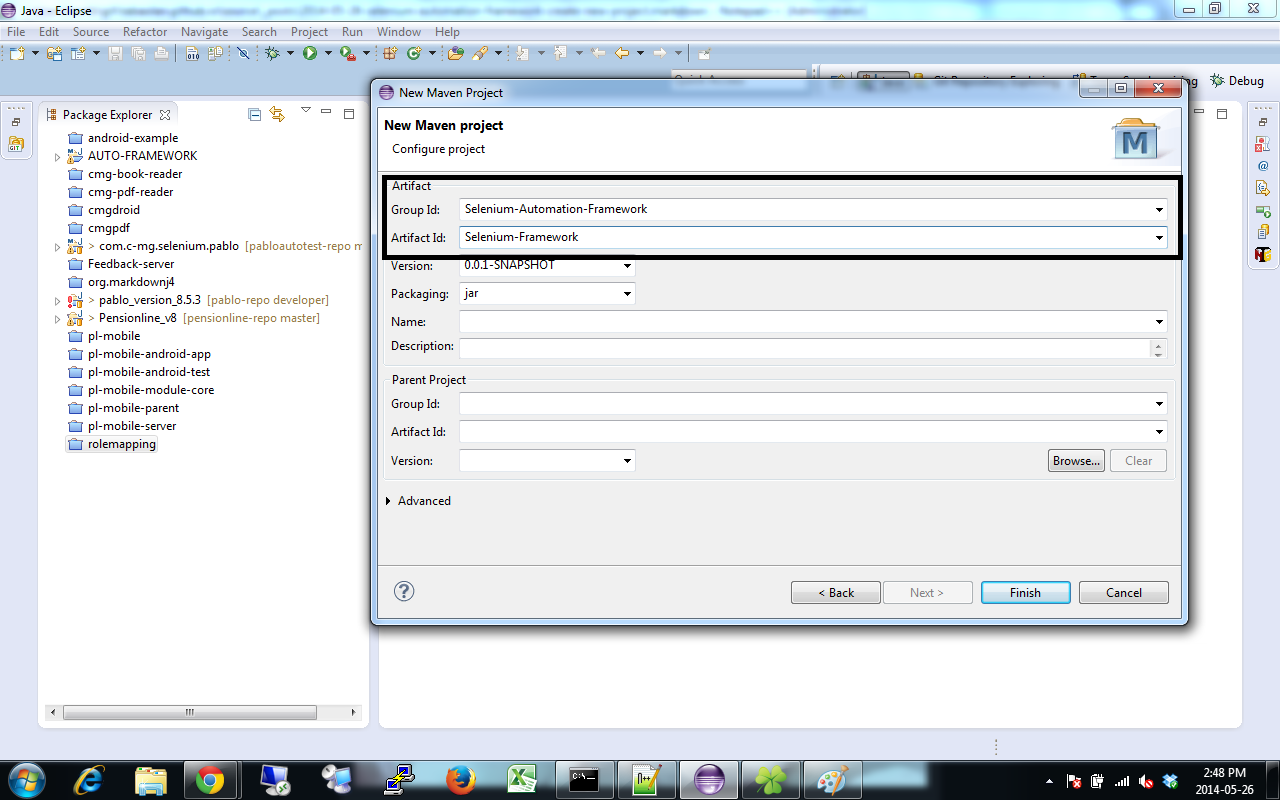 Java - Eclipse
File Edit Source Refactor Navigate Search Project Run Window Help
Debug
Package Explorer
android-example
AUTO-FRAMEWORK
cmg-book-reader
cmg-pdf-reader
cmgdroid
cmgpdf
> com.c-mg.selenium.pablo [pabloautotest-repo m
Feedback-server
org.markdownj4
> pablo_version_8.5.3 [pablo-repo developer]
> Pensionline_v8 [pensionline-repo master]
pl-mobile
pl-mobile-android-app
pl-mobile-android-test
pl-mobile-module-core
pl-mobile-parent
pl-mobile-server
rolemapping
New Maven Project
New Maven project
Configure project
M
Artifact
Group Id: Selenium-Automation-Framework
Artifact Id: Selenium-Framework
Version: 0.0.1-SNAPSHOT
Packaging: jar
Name:
Description:
Parent Project
Group Id:
Artifact Id:
Version:
Browse... Clear
Advanced
? < Back Next > Finish Cancel
2:48 PM
2014-05-26